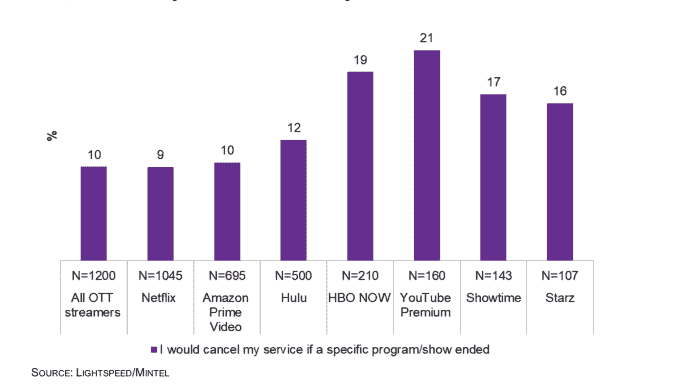 21
19
17
16
12
10
9
10
%
N=1200 N=1045 N=695 N=500 N=210 N=160 N=143 N=107
All OTT streamers Netflix Amazon Prime Video Hulu HBO NOW YouTube Premium Showtime Starz
I would cancel my service if a specific program/show ended
SOURCE: LIGHTSPEED/MINTEL